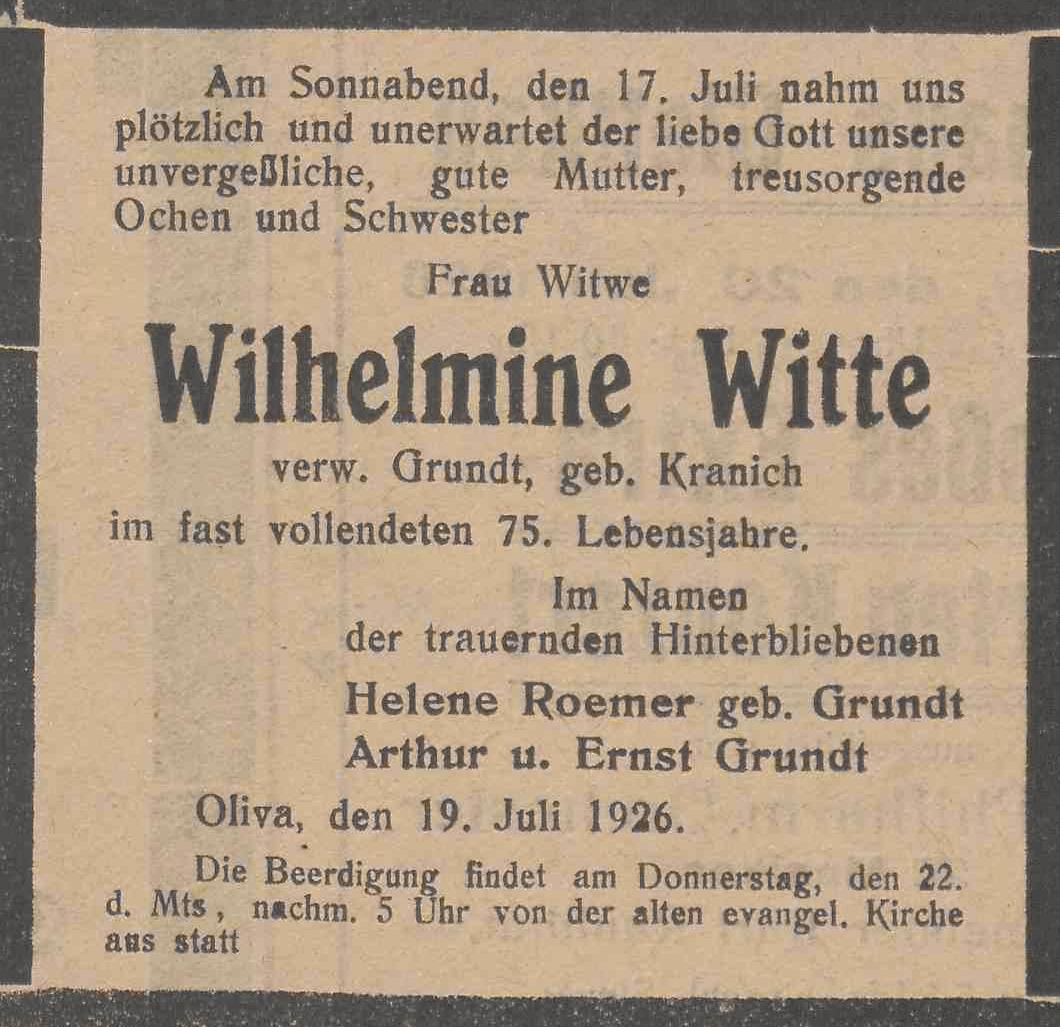 Am Sonnabend, den 17. Juli nahm uns
plötzlich und unerwartet der liebe Gott unsere
unvergeßliche, gute Mutter, treusorgende
Ochen und Schwester
Frau Witwe
Wilhelmine Witte
verw. Grundt, geb. Kranich
im fast vollendeten 75. Lebensjahre.
Im Namen
der trauernden Hinterbliebenen
Helene Roemer geb. Grundt
Arthur u. Ernst Grundt
Oliva, den 19. Juli 1926.
Die Beerdigung findet am Donnerstag, den 22.
d. Mts, nachm. 5 Uhr von der alten evangel. Kirche
aus statt